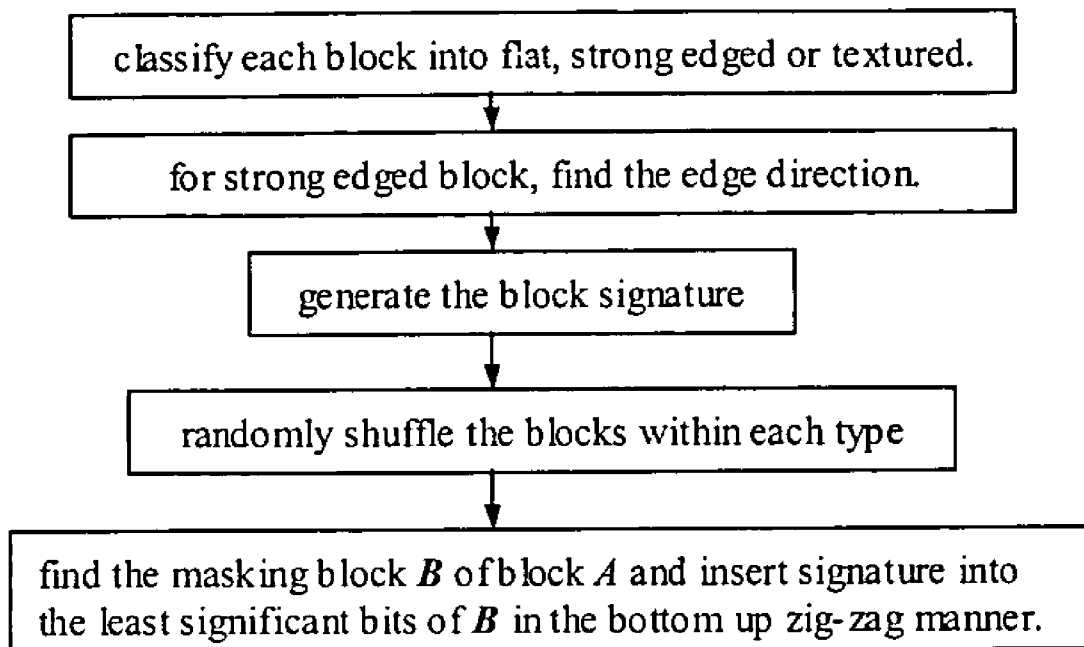 classify each block into flat, strong edged or textured.
for strong edged block, find the edge direction.
generate the block signature
randomly shuffle the blocks within each type
find the masking block B of block A and insert signature into
the least significant bits of B in the bottom up zig-zag manner.